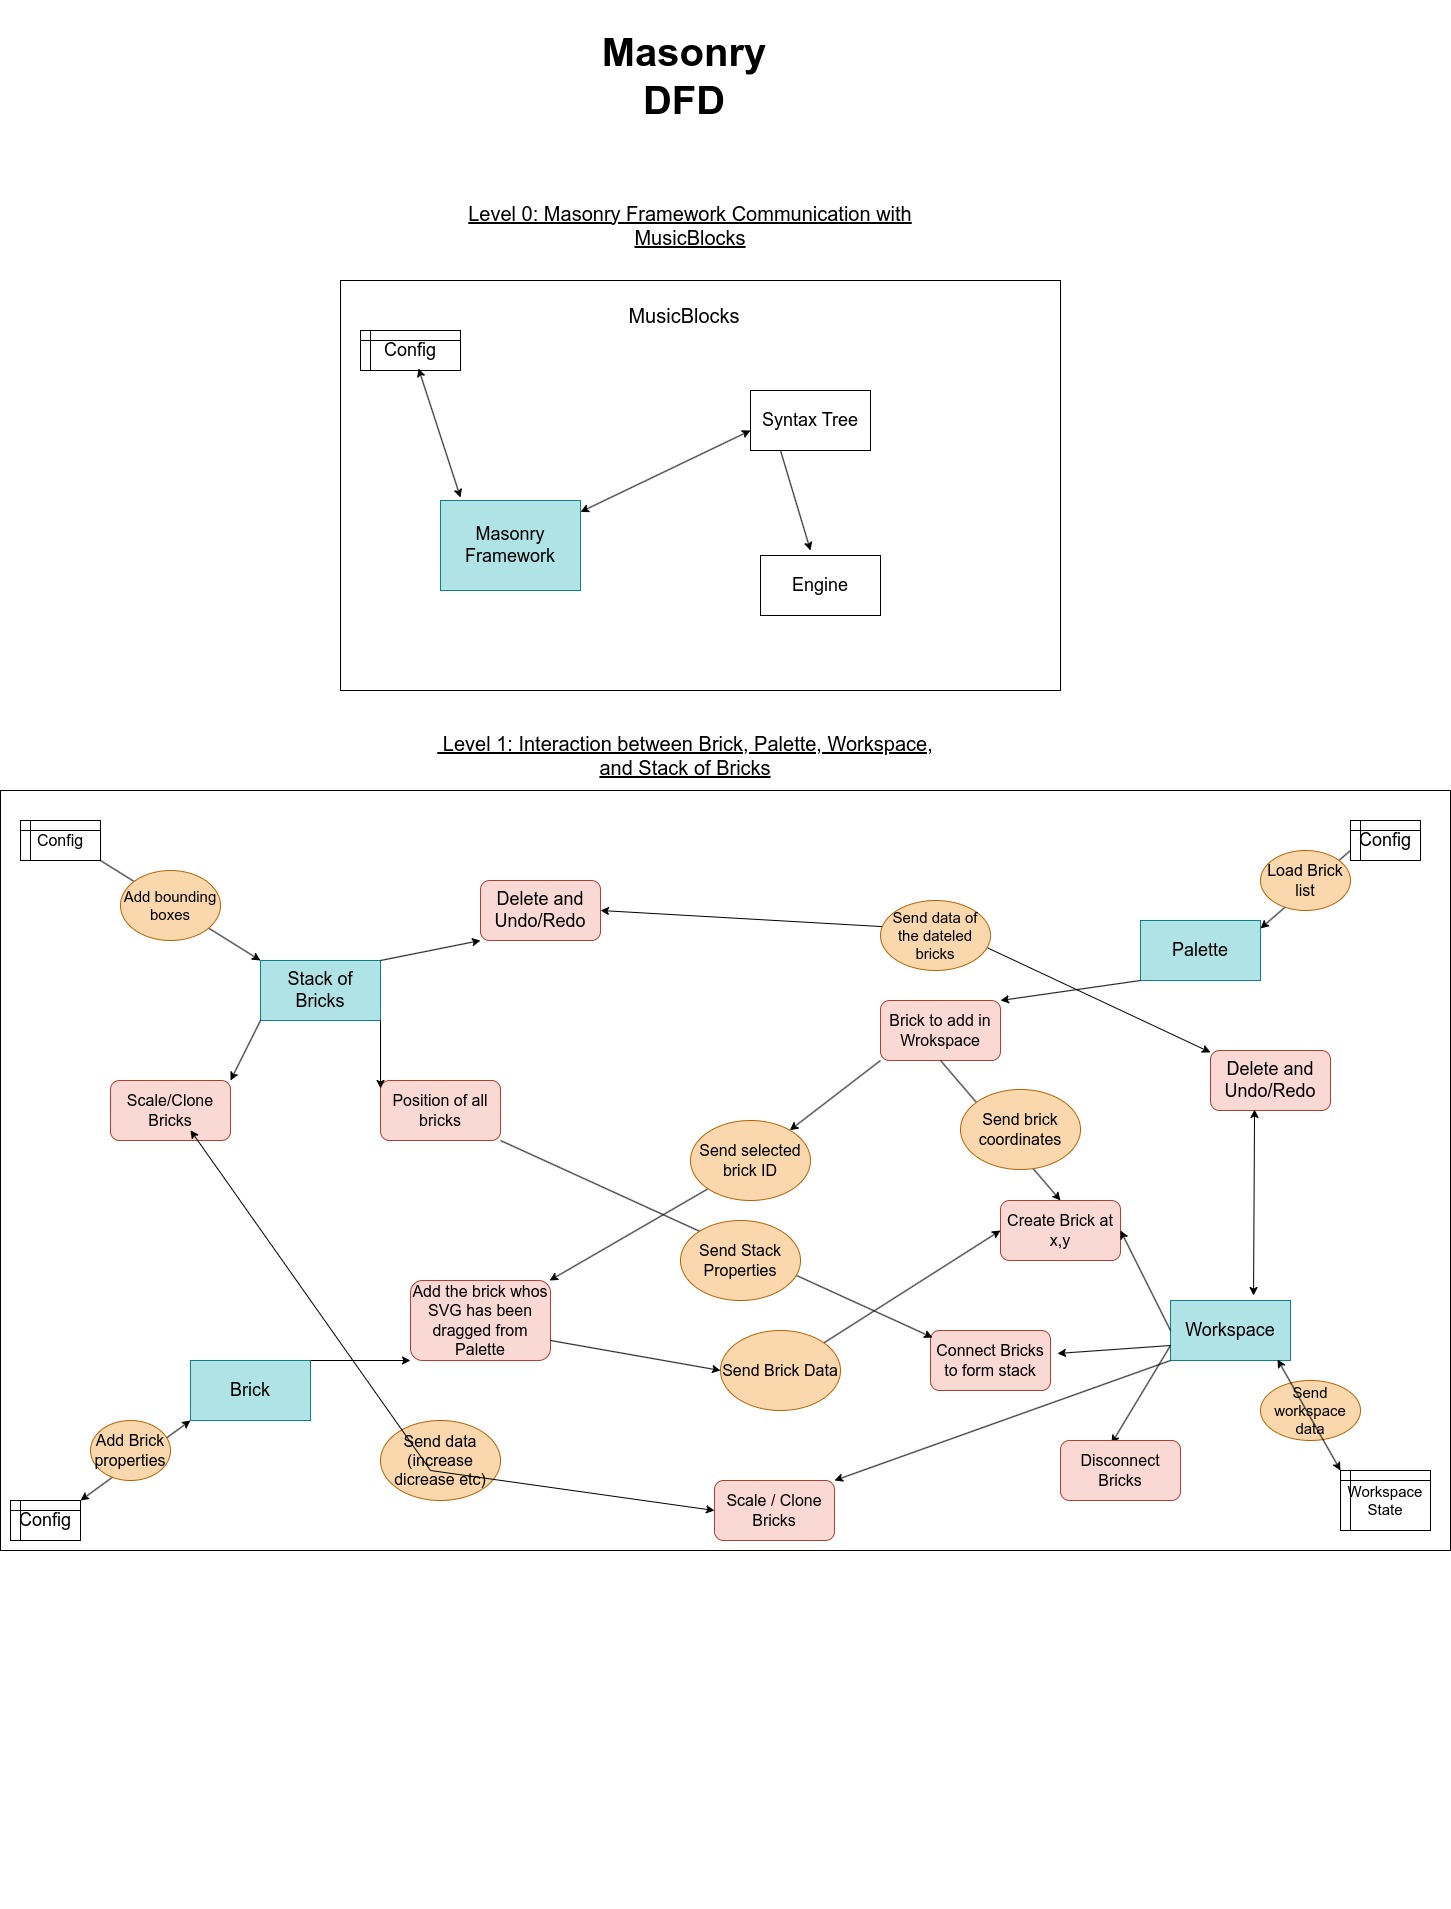 Masonry
DFD
Level 0: Masonry Framework Communication with
MusicBlocks
MusicBlocks
Config
Syntax Tree
Masonry
Framework
Engine
Level 1: Interaction between Brick, Palette, Workspace,
and Stack of Bricks
Config
Config
Load Brick
list
Add bounding
boxes
Delete and
Undo/Redo
Send data of
the dateled
bricks
Palette
Stack of
Bricks
Brick to add in
Wrokspace
Delete and
Undo/Redo
Scale/Clone
Bricks
Position of all
bricks
Send brick
coordinates
Send selected
brick ID
Create Brick at
x,y
Send Stack
Properties
Add the brick whos
SVG has been
dragged from
Palette
Workspace
Connect Bricks
to form stack
Send Brick Data
Brick
Send
workspace
data
Add Brick
properties
Send data
(increase
dicrease etc)
Disconnect
Bricks
Scale / Clone
Bricks
Workspace
State
Config